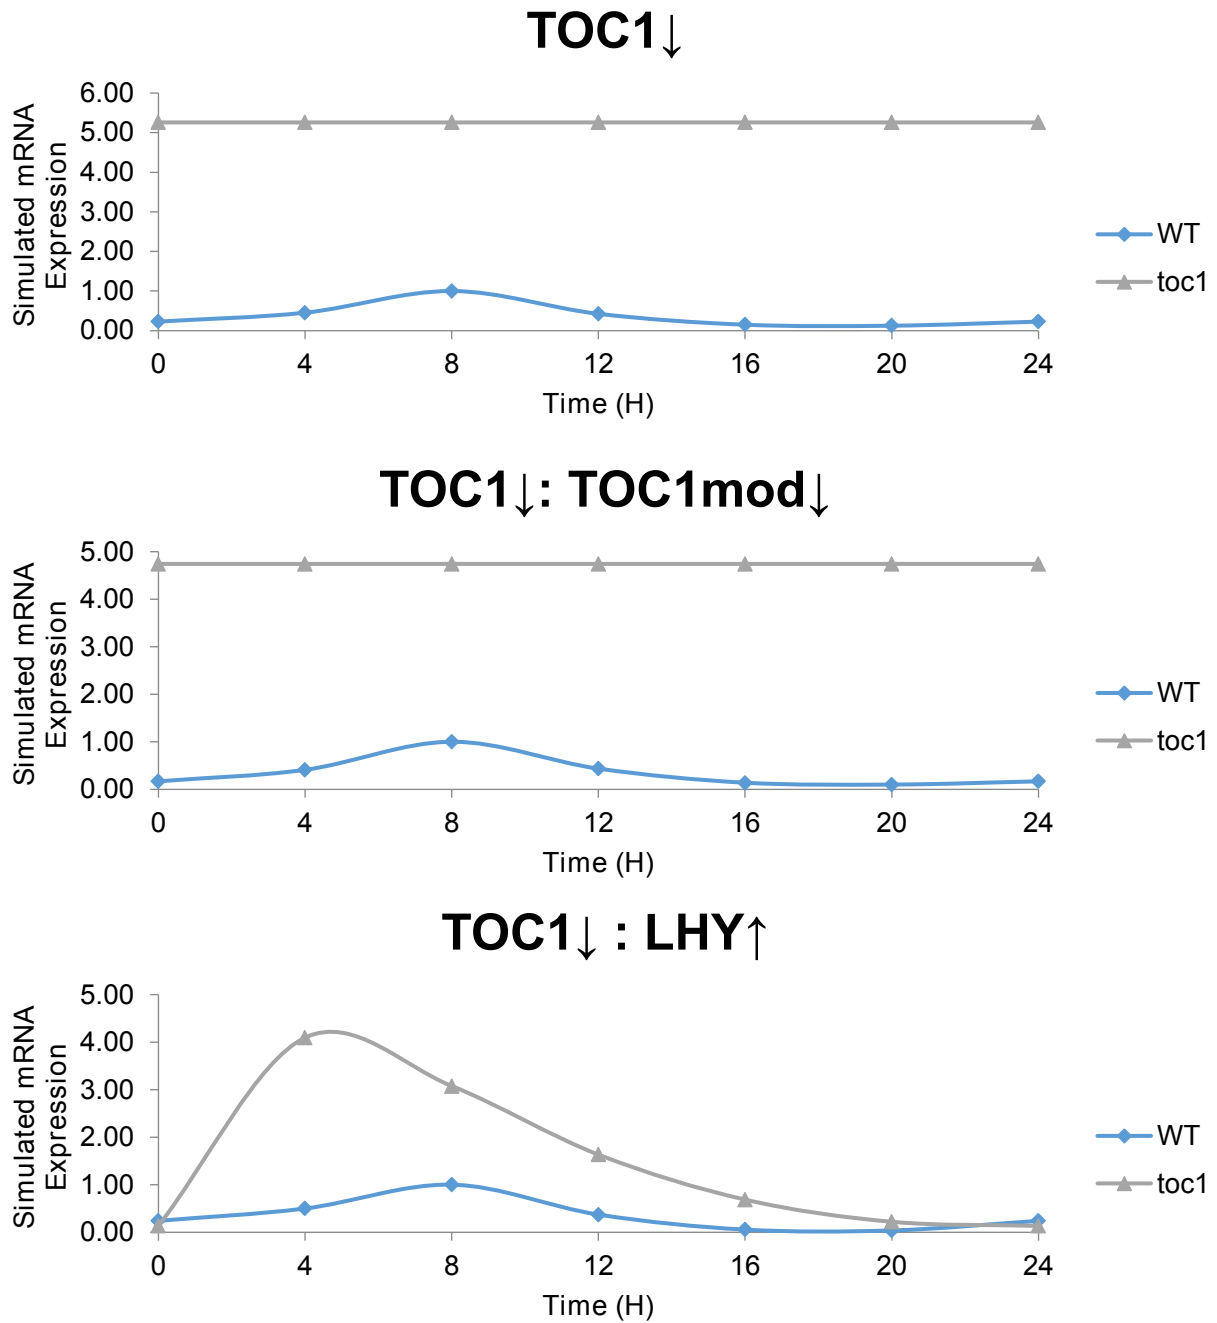 TOC1↓
Simulated mRNA
Expression
6.00
5.00
4.00
3.00
2.00
1.00
0.00
0 4 8 12 16 20 24
Time (H)
WT
toc1
TOC1↓: TOC1mod↓
Simulated mRNA
Expression
5.00
4.00
3.00
2.00
1.00
0.00
0 4 8 12 16 20 24
Time (H)
WT
toc1
TOC1↓ : LHY↑
Simulated mRNA
Expression
5.00
4.00
3.00
2.00
1.00
0.00
0 4 8 12 16 20 24
Time (H)
WT
toc1